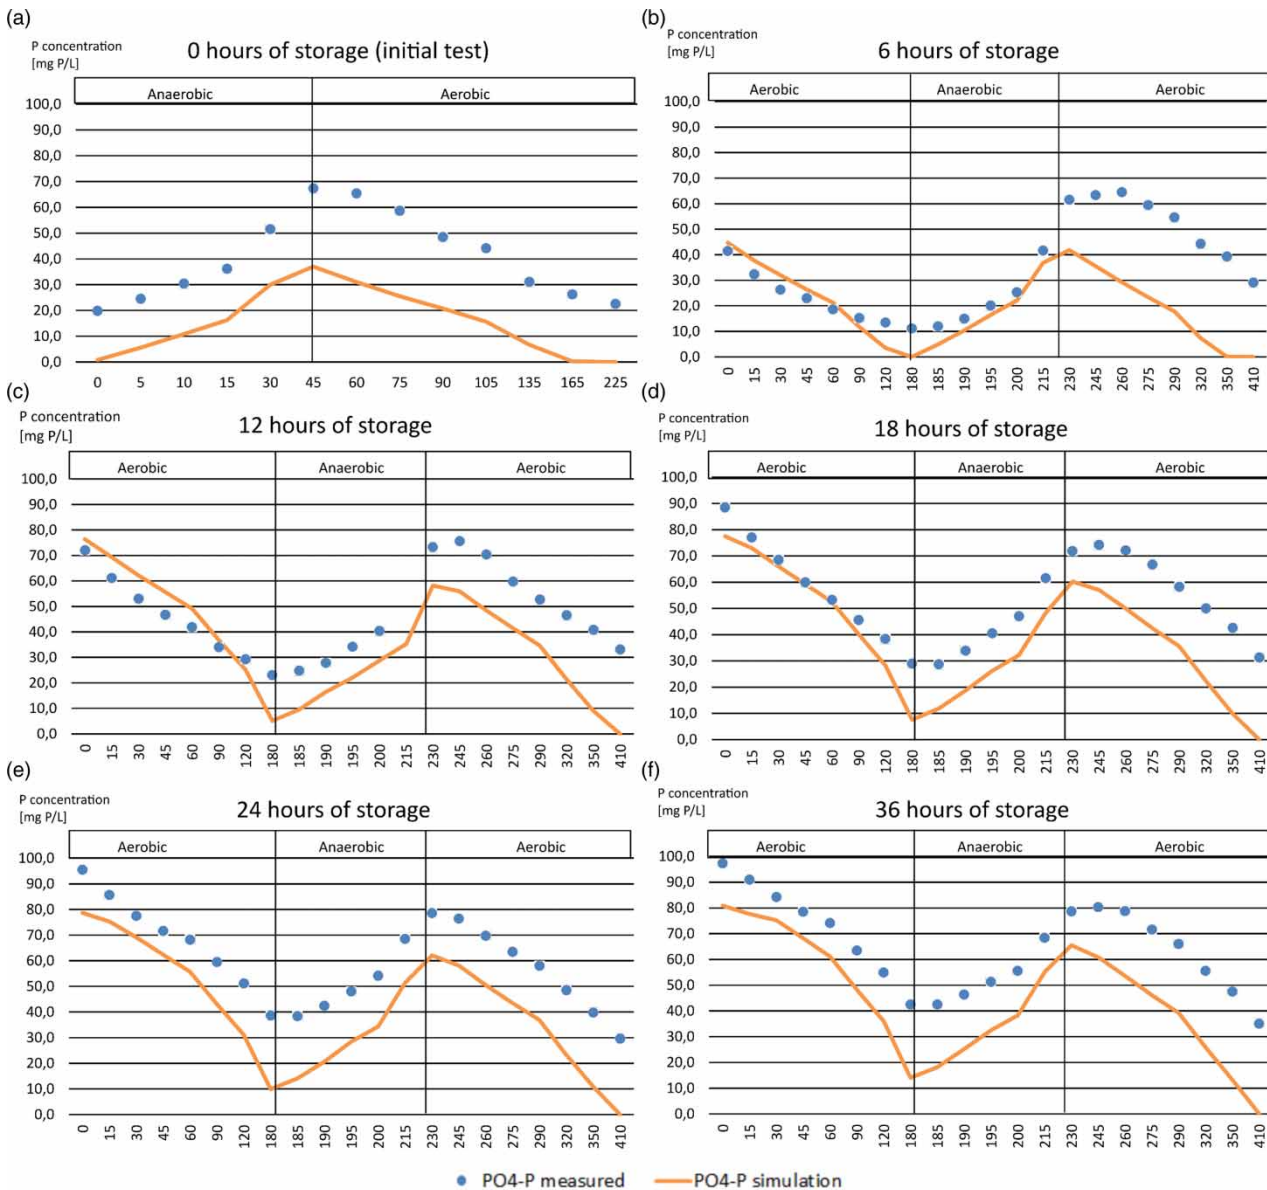 (a)
P concentration
[mg P/L]
0 hours of storage (initial test)
Anaerobic Aerobic
100,0
90,0
80,0
70,0
60,0
50,0
40,0
30,0
20,0
10,0
0,0
0 5 10 15 30 45 60 75 90 105 135 165 225
(b)
P concentration
[mg P/L]
6 hours of storage
Aerobic Anaerobic Aerobic
100,0
90,0
80,0
70,0
60,0
50,0
40,0
30,0
20,0
10,0
0,0
0 15 30 45 60 90 120 180 185 190 195 200 215 230 245 260 275 290 320 350 410
(c)
P concentration
[mg P/L]
12 hours of storage
Aerobic Anaerobic Aerobic
100,0
90,0
80,0
70,0
60,0
50,0
40,0
30,0
20,0
10,0
0,0
0 15 30 45 60 90 120 180 185 190 195 200 215 230 245 260 275 290 320 350 410
(d)
P concentration
[mg P/L]
18 hours of storage
Aerobic Anaerobic Aerobic
100,0
90,0
80,0
70,0
60,0
50,0
40,0
30,0
20,0
10,0
0,0
0 15 30 45 60 90 120 180 185 190 195 200 215 230 245 260 275 290 320 350 410
(e)
P concentration
[mg P/L]
24 hours of storage
Aerobic Anaerobic Aerobic
100,0
90,0
80,0
70,0
60,0
50,0
40,0
30,0
20,0
10,0
0,0
0 15 30 45 60 90 120 180 185 190 195 200 215 230 245 260 275 290 320 350 410
(f)
P concentration
[mg P/L]
36 hours of storage
Aerobic Anaerobic Aerobic
100,0
90,0
80,0
70,0
60,0
50,0
40,0
30,0
20,0
10,0
0,0
0 15 30 45 60 90 120 180 185 190 195 200 215 230 245 260 275 290 320 350 410
PO4-P measured PO4-P simulation